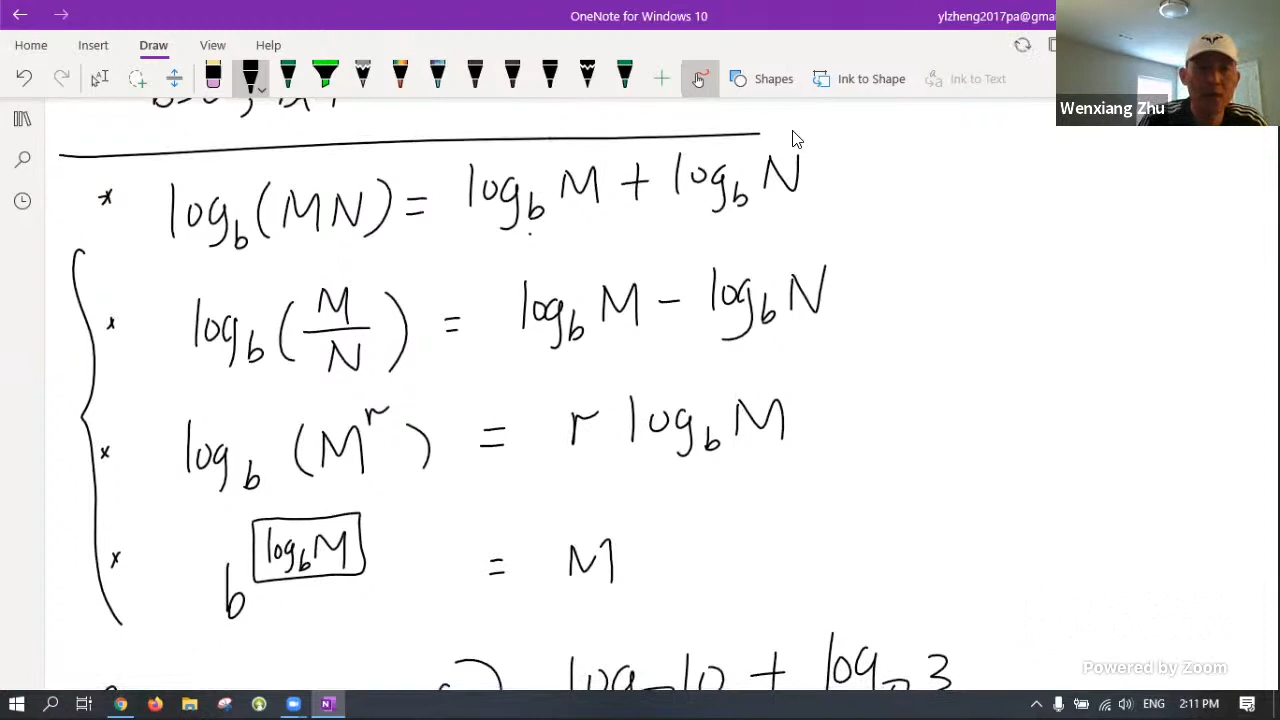 OneNote for Windows 10
ylzheng2017pa@gma
Home Insert Draw View Help
Shapes Ink to Shape Ink to Text
Wenxiang Zhu
* log_b(MN) = log_b M + log_b N
* log_b(M/N) = log_b M - log_b N
* log_b (M^r) = r log_b M
* b^(log_b M) = M
Powered by Zoom
ENG 2:11 PM